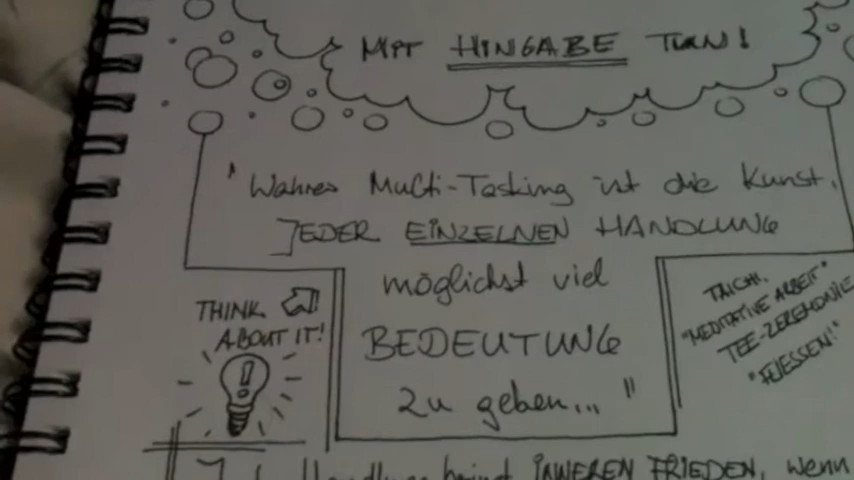 MIT HINGABE TUN!
"Wahres Multi-Tasking ist die Kunst,
JEDER EINZELNEN HANDLUNG
möglichst viel
BEDEUTUNG
zu geben..."
THINK
ABOUT IT!
TAICHI,
"MEDITATIVE ARBEIT"
TEE-ZEREMONIE
"FLIESSEN!"
INNEREN FRIEDEN, wenn